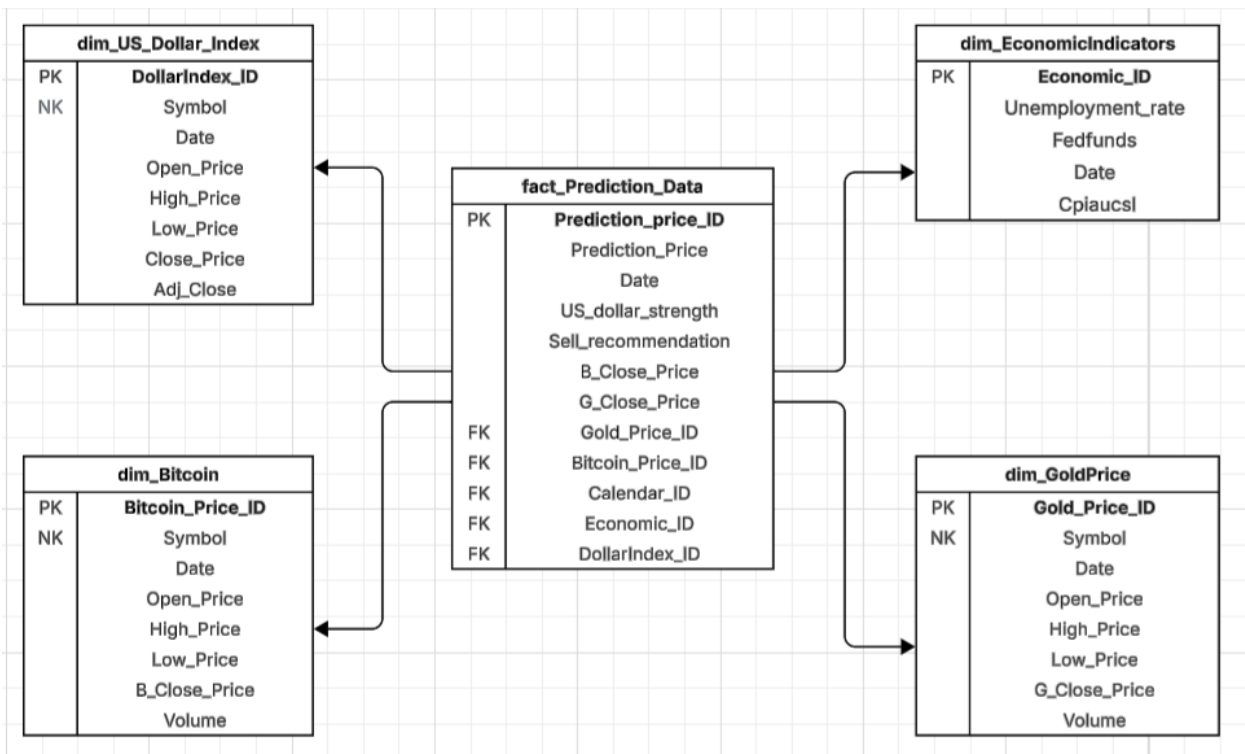 dim_US_Dollar_Index
PK DollarIndex_ID
NK Symbol
Date
Open_Price
High_Price
Low_Price
Close_Price
Adj_Close
dim_EconomicIndicators
PK Economic_ID
Unemployment_rate
Fedfunds
Date
Cpiaucsl
fact_Prediction_Data
PK Prediction_price_ID
Prediction_Price
Date
US_dollar_strength
Sell_recommendation
B_Close_Price
G_Close_Price
FK Gold_Price_ID
FK Bitcoin_Price_ID
FK Calendar_ID
FK Economic_ID
FK DollarIndex_ID
dim_Bitcoin
PK Bitcoin_Price_ID
NK Symbol
Date
Open_Price
High_Price
Low_Price
B_Close_Price
Volume
dim_GoldPrice
PK Gold_Price_ID
NK Symbol
Date
Open_Price
High_Price
Low_Price
G_Close_Price
Volume